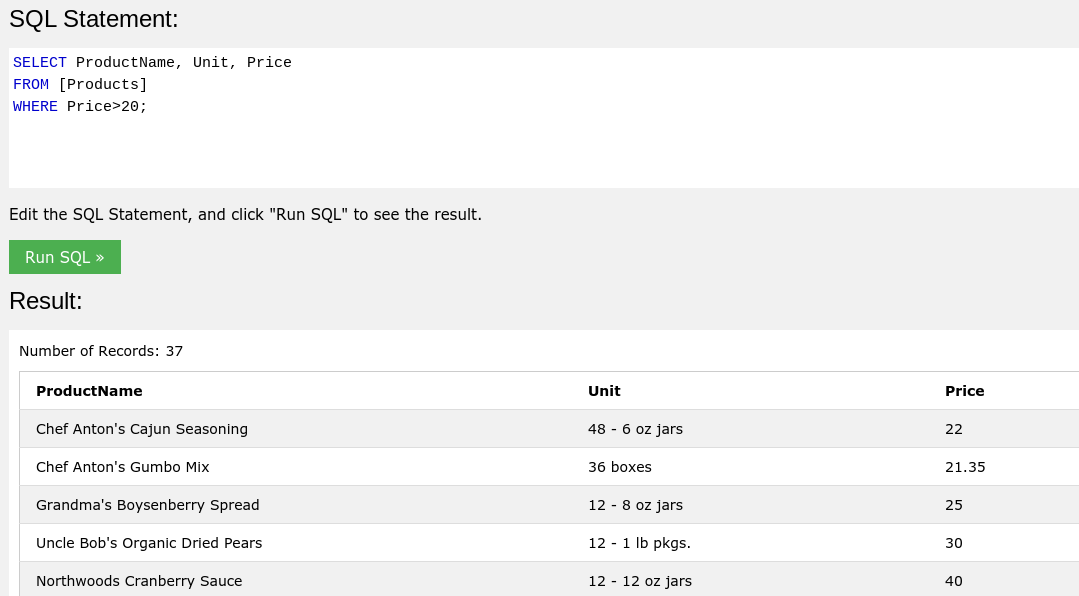 SQL Statement:
SELECT ProductName, Unit, Price
FROM [Products]
WHERE Price>20;
Edit the SQL Statement, and click "Run SQL" to see the result.
Run SQL »
Result:
Number of Records: 37
ProductName Unit Price
Chef Anton's Cajun Seasoning 48 - 6 oz jars 22
Chef Anton's Gumbo Mix 36 boxes 21.35
Grandma's Boysenberry Spread 12 - 8 oz jars 25
Uncle Bob's Organic Dried Pears 12 - 1 lb pkgs. 30
Northwoods Cranberry Sauce 12 - 12 oz jars 40